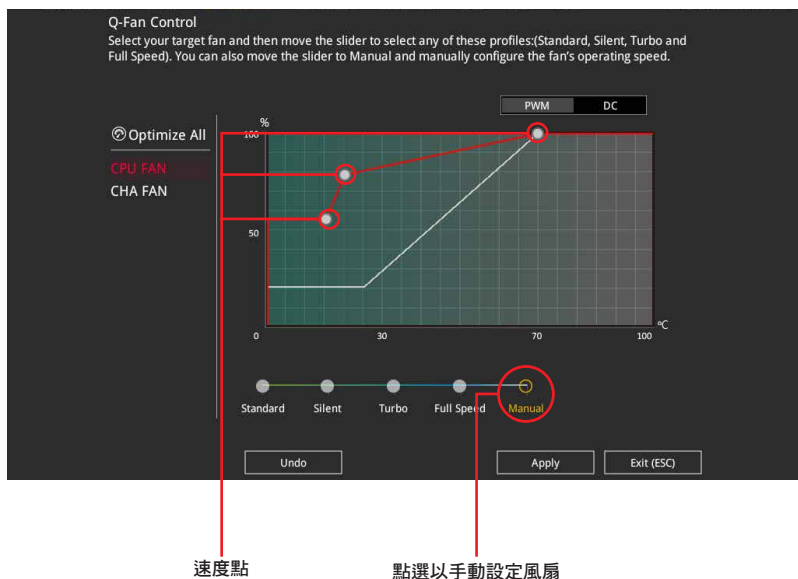 Q-Fan Control
Select your target fan and then move the slider to select any of these profiles:(Standard, Silent, Turbo and
Full Speed). You can also move the slider to Manual and manually configure the fan's operating speed.
PWM DC
%
Optimize All
100
CPU FAN
CHA FAN
50
°C
0 30 70 100
Standard Silent Turbo Full Speed Manual
Undo Apply Exit (ESC)
速度點 點選以手動設定風扇